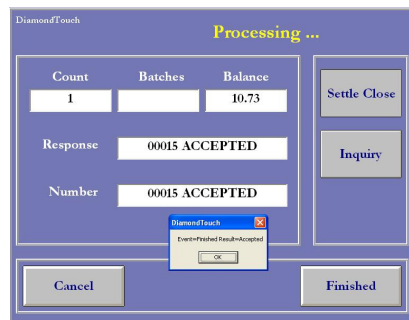 DiamondTouch
Processing ...
Count Batches Balance
1 10.73
Settle Close
Response 00015 ACCEPTED
Inquiry
Number 00015 ACCEPTED
DiamondTouch
Event=Finished Result=Accepted
OK
Cancel Finished